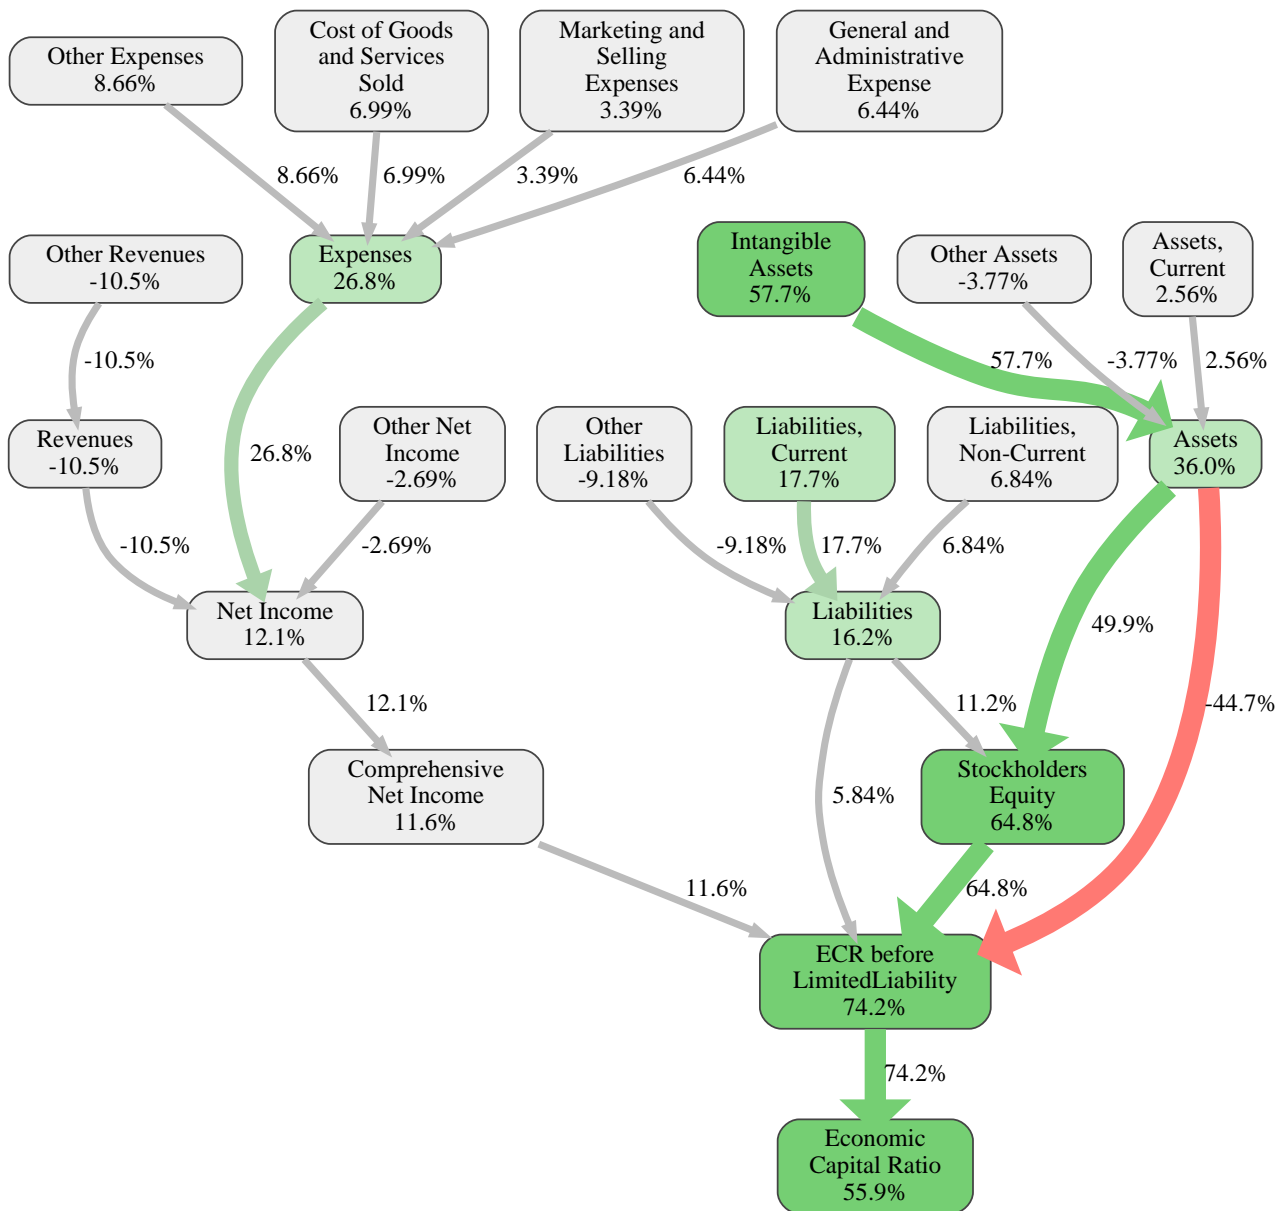 Other Expenses
8.66%
Cost of Goods
and Services
Sold
6.99%
Marketing and
Selling
Expenses
3.39%
General and
Administrative
Expense
6.44%
8.66%
6.99%
3.39%
6.44%
Other Revenues
-10.5%
Expenses
26.8%
Intangible
Assets
57.7%
Other Assets
-3.77%
Assets,
Current
2.56%
-10.5%
57.7%
-3.77%
2.56%
Revenues
-10.5%
26.8%
Other Net
Income
-2.69%
Other
Liabilities
-9.18%
Liabilities,
Current
17.7%
Liabilities,
Non-Current
6.84%
Assets
36.0%
-10.5%
-2.69%
-9.18%
17.7%
6.84%
Net Income
12.1%
Liabilities
16.2%
49.9%
12.1%
11.2%
-44.7%
Comprehensive
Net Income
11.6%
5.84%
Stockholders
Equity
64.8%
11.6%
64.8%
ECR before
LimitedLiability
74.2%
74.2%
Economic
Capital Ratio
55.9%